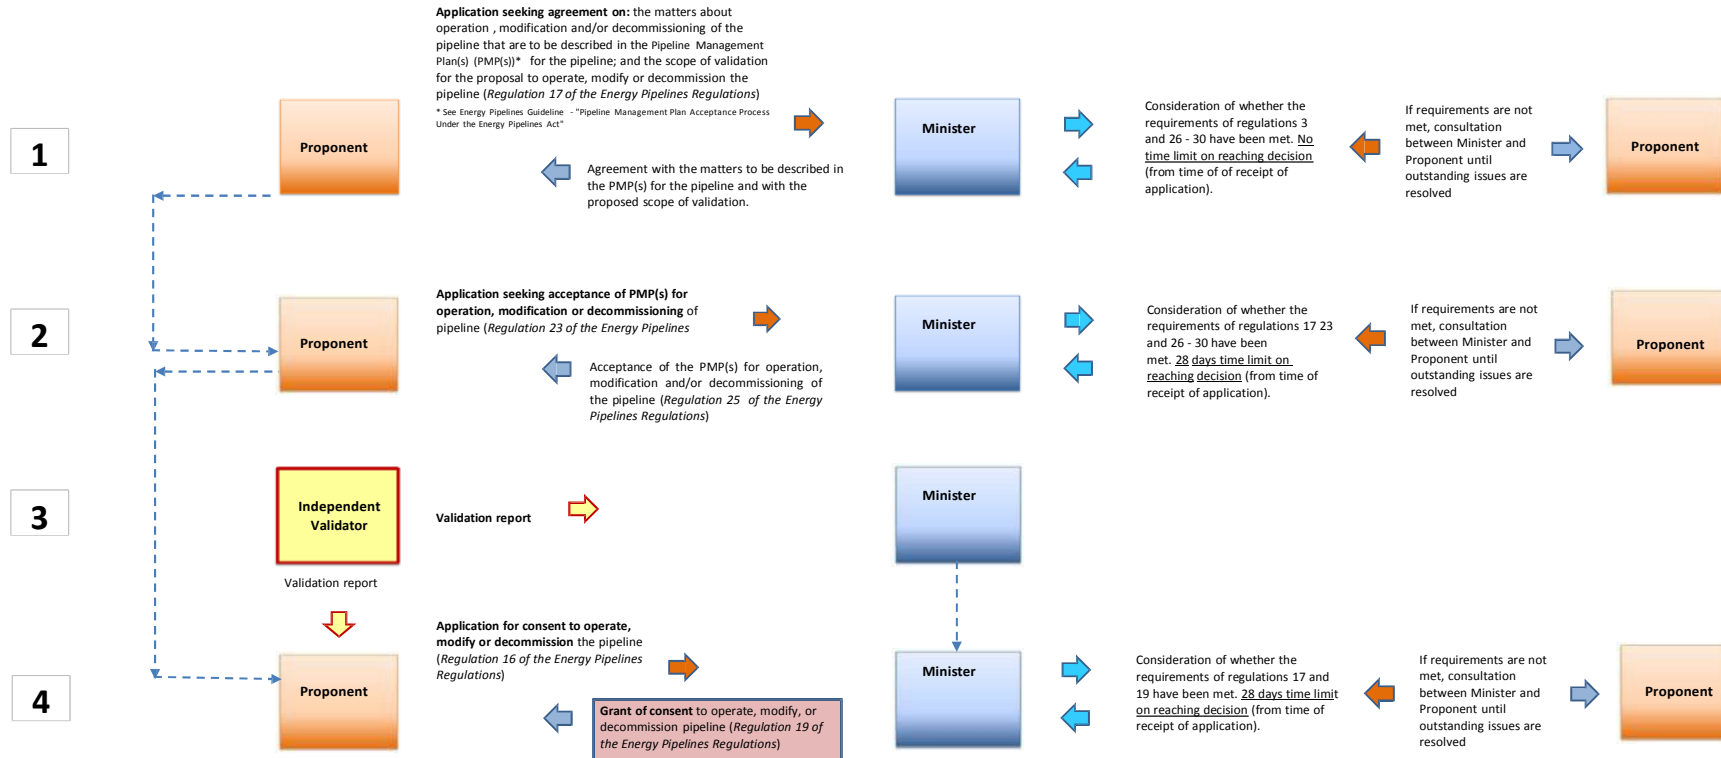 1
Proponent
Application seeking agreement on: the matters about
operation , modification and/or decommissioning of the
pipeline that are to be described in the Pipeline Management
Plan(s) (PMP(s))* for the pipeline; and the scope of validation
for the proposal to operate, modify or decommission the
pipeline (Regulation 17 of the Energy Pipelines Regulations)
* See Energy Pipelines Guideline - "Pipeline Management Plan Acceptance Process
Under the Energy Pipelines Act"
Agreement with the matters to be described in
the PMP(s) for the pipeline and with the
proposed scope of validation.
Minister
Consideration of whether the
requirements of regulations 3
and 26 - 30 have been met. No
time limit on reaching decision
(from time of of receipt of
application).
If requirements are not
met, consultation
between Minister and
Proponent until
outstanding issues are
resolved
Proponent
2
Proponent
Application seeking acceptance of PMP(s) for
operation, modification or decommissioning of
pipeline (Regulation 23 of the Energy Pipelines
Acceptance of the PMP(s) for operation,
modification and/or decommissioning of
the pipeline (Regulation 25 of the Energy
Pipelines Regulations)
Minister
Consideration of whether the
requirements of regulations 17 23
and 26 - 30 have been
met. 28 days time limit on
reaching decision (from time of
receipt of application).
If requirements are not
met, consultation
between Minister and
Proponent until
outstanding issues are
resolved
Proponent
3
Independent
Validator
Validation report
Validation report
Minister
4
Proponent
Application for consent to operate,
modify or decommission the pipeline
(Regulation 16 of the Energy Pipelines
Regulations)
Grant of consent to operate, modify, or
decommission pipeline (Regulation 19 of
the Energy Pipelines Regulations)
Minister
Consideration of whether the
requirements of regulations 17 and
19 have been met. 28 days time limit
on reaching decision (from time of
receipt of application).
If requirements are not
met, consultation
between Minister and
Proponent until
outstanding issues are
resolved
Proponent